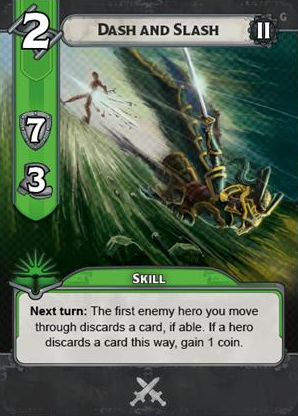 2
DASH AND SLASH
II
G
7
3
SKILL
Next turn: The first enemy hero you move
through discards a card, if able. If a hero
discards a card this way, gain 1 coin.